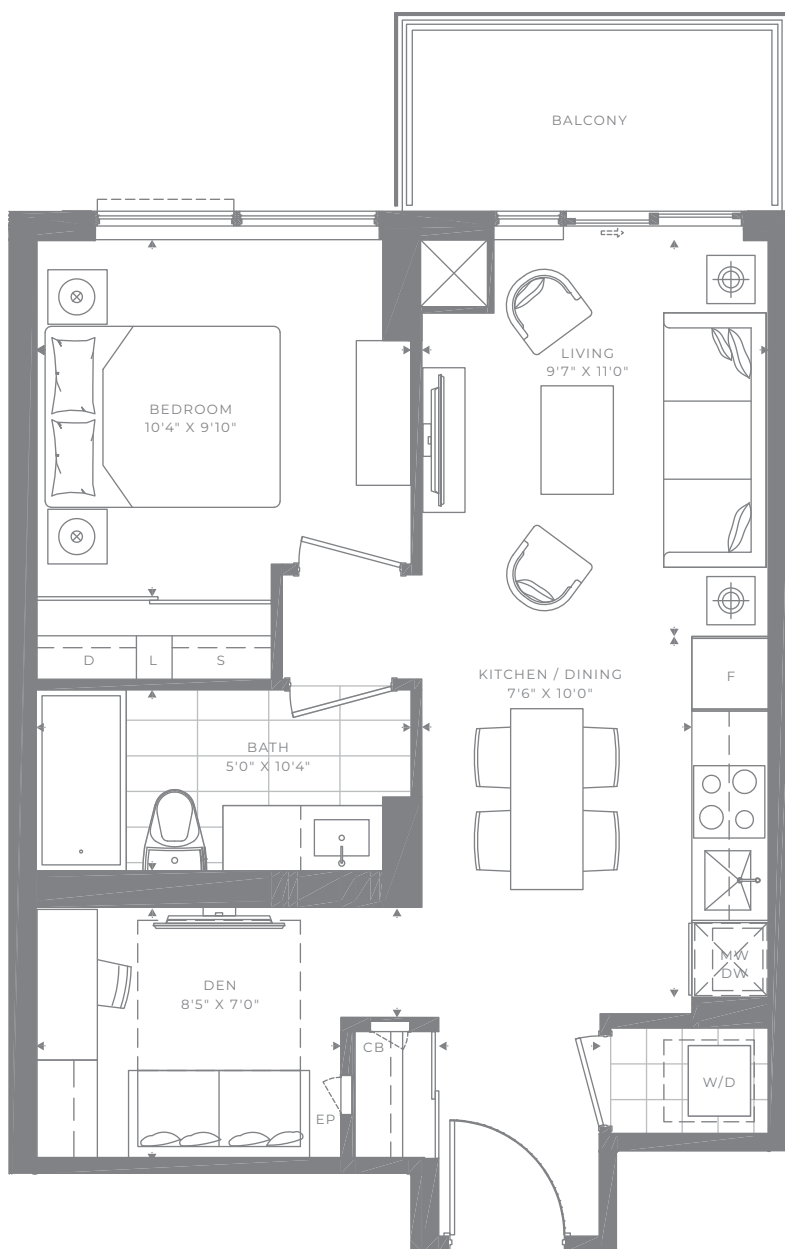 BALCONY
LIVING
9'7" X 11'0"
BEDROOM
10'4" X 9'10"
D
L
S
KITCHEN / DINING
7'6" X 10'0"
F
BATH
5'0" X 10'4"
MW
DW
DEN
8'5" X 7'0"
CB
W/D
EP